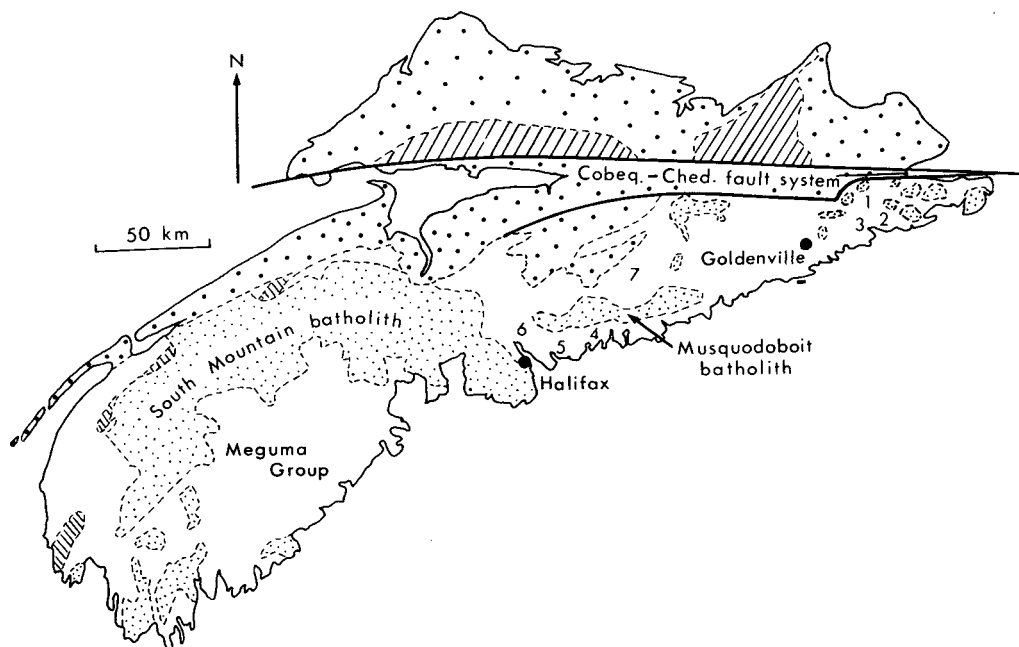 N
Cobeq.-Ched. fault system
50 km
1
3 2
Goldenville
7
South Mountain batholith
6
5 4
Musquodoboit
batholith
Halifax
Meguma
Group